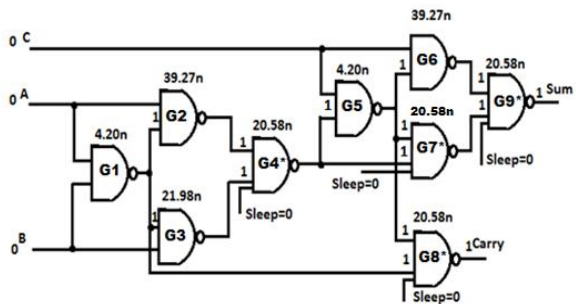 39.27n
0 C
1
G6
39.27n
4.20n
20.58n
1
1 Sum
0 A
1
G5
1
G9*
G2
20.58n
20.58n
4.20n
1
1
1
G7*
Sleep=0
G1
21.98n
1
G4*
1
Sleep=0
1
G3
Sleep=0
20.58n
0 B
1
1 Carry
1
G8*
Sleep=0